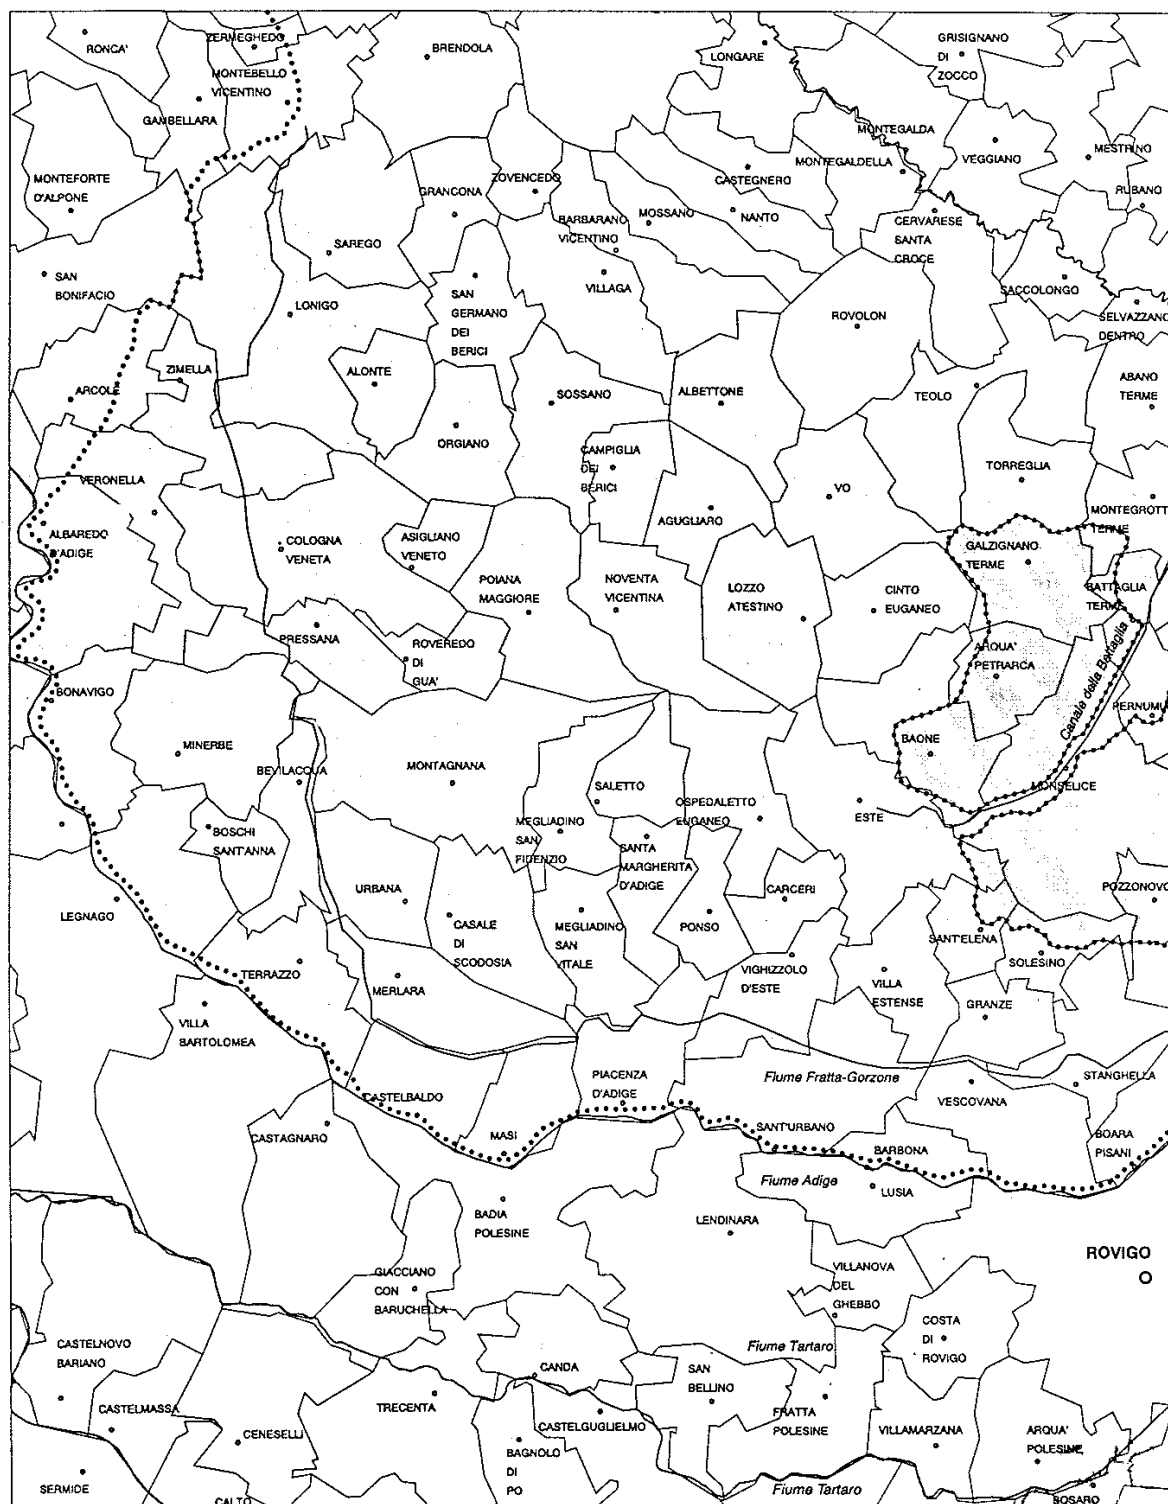 RONCA'
ZERMEGHEDO
BRENDOLA
LONGARE
GRISIGNANO
DI
ZOCCO
MONTEBELLO
VICENTINO
GAMBELLARA
MONTEGALDA
MONTEGALDELLA
VEGGIANO
MESTRINO
RUBANO
MONTEFORTE
D'ALPONE
GRANCONA
ZOVENCEDO
CASTEGNERO
NANTO
MOSSANO
BARBARANO
VICENTINO
CERVARESE
SANTA
CROCE
SAREGO
SAN
BONIFACIO
LONIGO
SAN
GERMANO
DEI
BERICI
VILLAGA
ROVOLON
SACCOLONGO
SELVAZZANO
DENTRO
ARCOLE
ZIMELLA
ALONTE
SOSSANO
ALBETTONE
TEOLO
ABANO
TERME
ORGIANO
CAMPIGLIA
DEI
BERICI
TORREGLIA
VERONELLA
VO
AGUGLIARO
MONTEGROTT
TERME
ALBAREDO
D'ADIGE
COLOGNA
VENETA
ASIGLIANO
VENETO
GALZIGNANO
TERME
POIANA
MAGGIORE
NOVENTA
VICENTINA
LOZZO
ATESTINO
CINTO
EUGANEO
BATTAGLIA
TERME
PRESSANA
ROVEREDO
DI
GUA'
ARQUA'
PETRARCA
Canale della Battaglia
BONAVIGO
PERNUMI
MINERBE
BEVILACQUA
MONTAGNANA
BAONE
MONSELICE
SALETTO
OSPEDALETTO
EUGANEO
ESTE
BOSCHI
SANT'ANNA
MEGLIADINO
SAN
FIDENZIO
SANTA
MARGHERITA
D'ADIGE
URBANA
CARCERI
POZZONOVO
LEGNAGO
CASALE
DI
SCODOSIA
MEGLIADINO
SAN
VITALE
PONSO
SANT'ELENA
SOLESINO
TERRAZZO
MERLARA
VIGHIZZOLO
D'ESTE
VILLA
ESTENSE
GRANZE
VILLA
BARTOLOMEA
PIACENZA
D'ADIGE
Fiume Fratta-Gorzone
STANGHELLA
VESCOVANA
CASTELBALDO
CASTAGNARO
MASI
SANT'URBANO
BARBONA
BOARA
PISANI
Fiume Adige
LUSIA
BADIA
POLESINE
LENDINARA
ROVIGO
GIACCIANO
CON
BARUCHELLA
VILLANOVA
DEL
GHEBBO
COSTA
DI
ROVIGO
CASTELNOVO
BARIANO
Fiume Tartaro
CANDA
SAN
BELLINO
CASTELMASSA
TRECENTA
CENESELLI
CASTELGUGLIELMO
FRATTA
POLESINE
VILLAMARZANA
ARQUA'
POLESINE
BAGNOLO
DI
PO
SERMIDE
CALTO
Fiume Tartaro
BOSARO